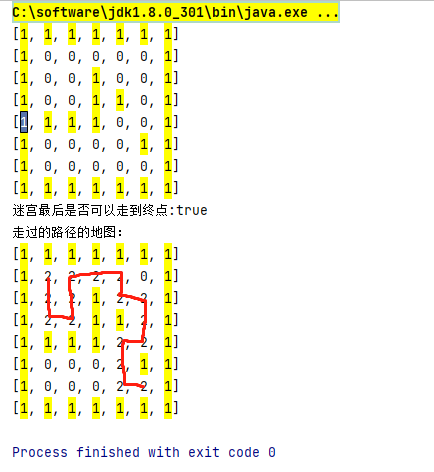 C:\software\jdk1.8.0_301\bin\java.exe ...
[1, 1, 1, 1, 1, 1, 1]
[1, 0, 0, 0, 0, 0, 1]
[1, 0, 0, 1, 0, 0, 1]
[1, 0, 0, 1, 1, 0, 1]
[1, 1, 1, 1, 0, 0, 1]
[1, 0, 0, 0, 0, 1, 1]
[1, 0, 0, 0, 0, 0, 1]
[1, 1, 1, 1, 1, 1, 1]
迷宫最后是否可以走到终点:true
走过的路径的地图：
[1, 1, 1, 1, 1, 1, 1]
[1, 2, 2, 2, 2, 0, 1]
[1, 2, 2, 1, 2, 2, 1]
[1, 2, 2, 1, 1, 2, 1]
[1, 1, 1, 1, 2, 2, 1]
[1, 0, 0, 0, 2, 1, 1]
[1, 0, 0, 0, 2, 2, 1]
[1, 1, 1, 1, 1, 1, 1]
Process finished with exit code 0